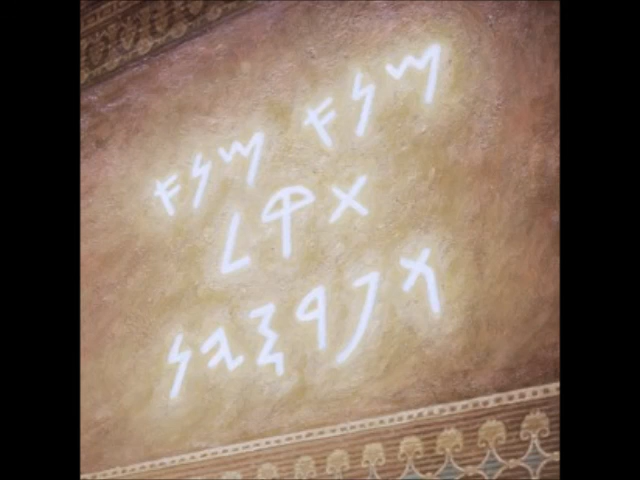 𐤌𐤍𐤀 𐤌𐤍𐤀
𐤕𐤒𐤋
𐤅𐤐𐤓𐤎𐤉𐤍